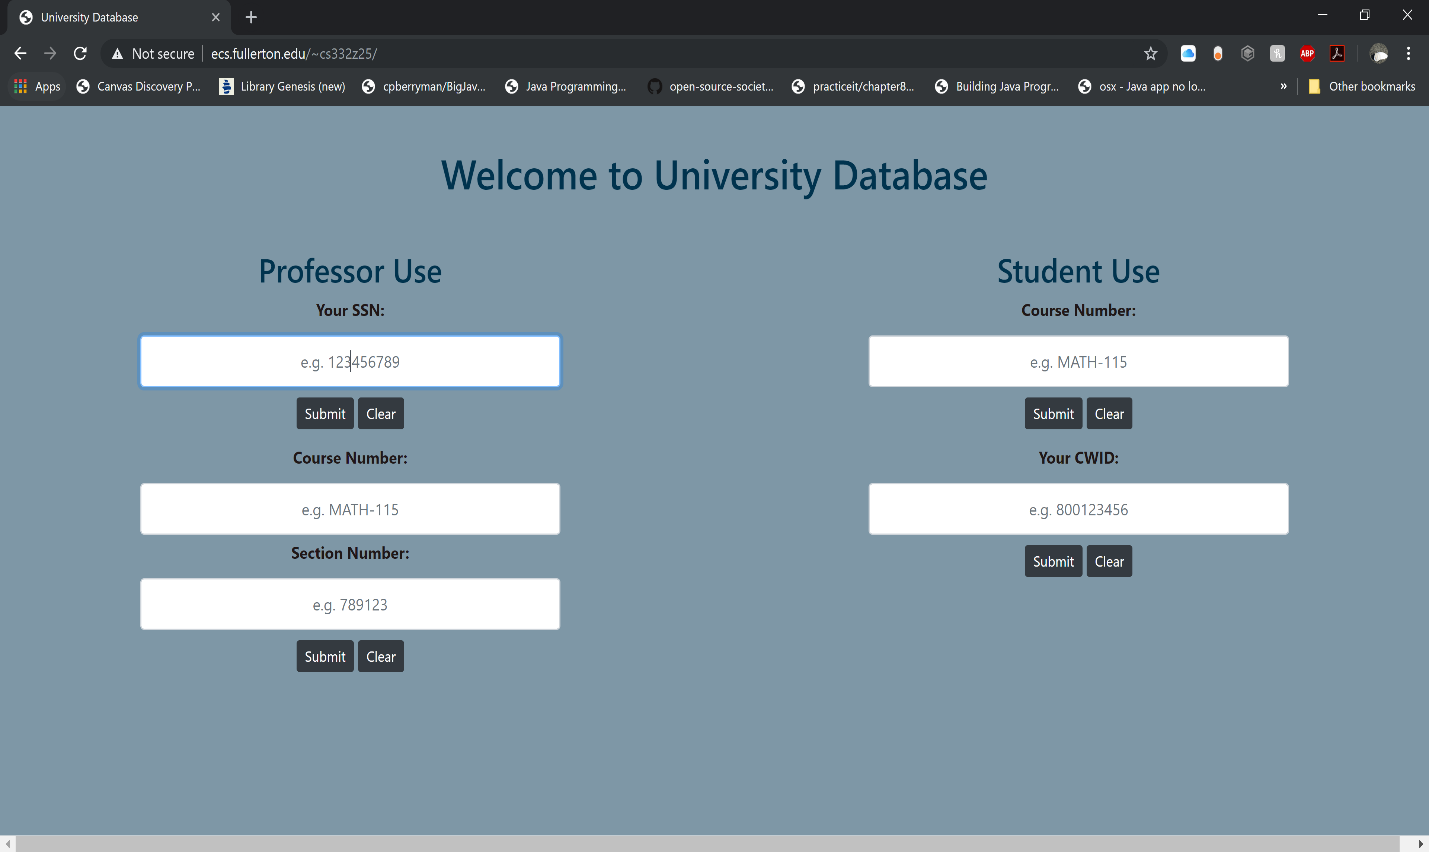 University Database
Not secure
ecs.fullerton.edu/~cs332z25/
ABP
Apps
Canvas Discovery P...
Library Genesis (new)
cpberryman/BigJav...
Java Programming...
open-source-societ...
practiceit/chapter8...
Building Java Progr...
osx - Java app no lo...
»
Other bookmarks
Welcome to University Database
Professor Use
Your SSN:
e.g. 123456789
Submit Clear
Course Number:
e.g. MATH-115
Section Number:
e.g. 789123
Submit Clear
Student Use
Course Number:
e.g. MATH-115
Submit Clear
Your CWID:
e.g. 800123456
Submit Clear